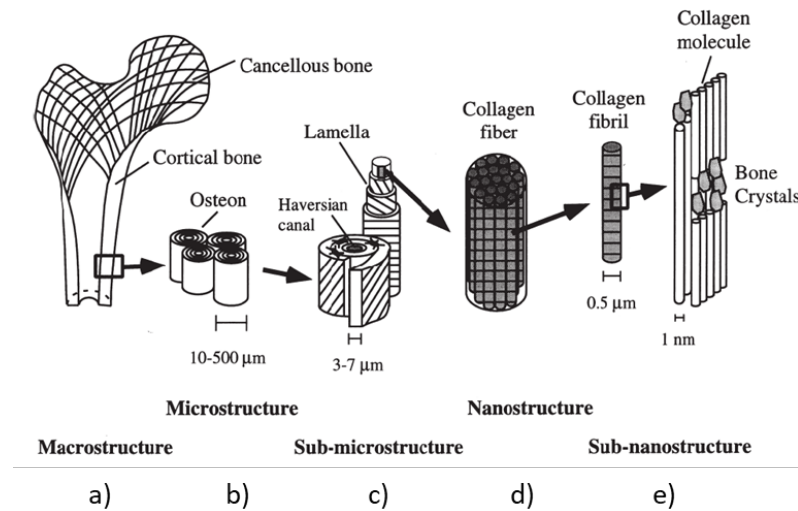 Collagen
molecule
Cancellous bone
Collagen
fiber
Collagen
fibril
Lamella
Cortical bone
Bone
Crystals
Osteon
Haversian
canal
0.5 µm
1 nm
10-500 µm
3-7 µm
Microstructure
Nanostructure
Macrostructure
Sub-microstructure
Sub-nanostructure
a)
b)
c)
d)
e)